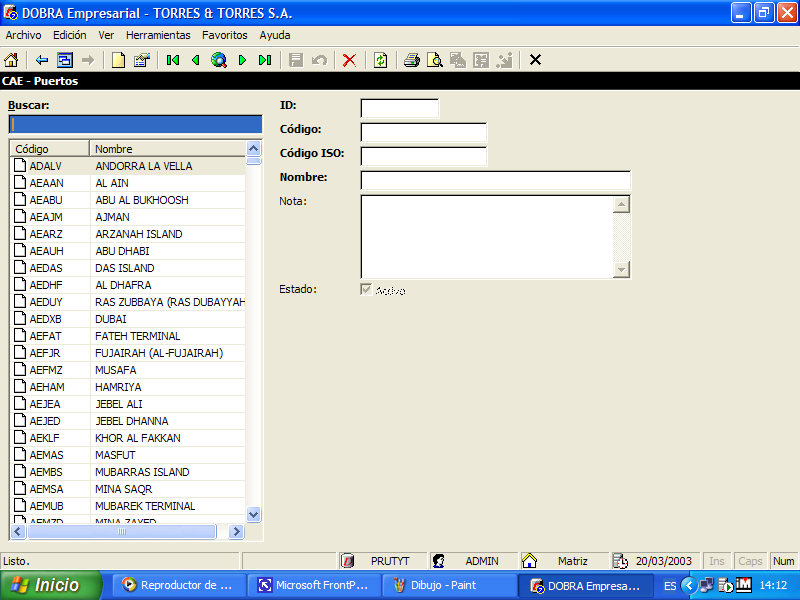 DOBRA Empresarial - TORRES & TORRES S.A.
Archivo Edición Ver Herramientas Favoritos Ayuda
CAE - Puertos
Buscar:
Código Nombre
ADALV ANDORRA LA VELLA
AEAAN AL AIN
AEABU ABU AL BUKHOOSH
AEAJM AJMAN
AEARZ ARZANAH ISLAND
AEAUH ABU DHABI
AEDAS DAS ISLAND
AEDHF AL DHAFRA
AEDUY RAS ZUBBAYA (RAS DUBAYYAH
AEDXB DUBAI
AEFAT FATEH TERMINAL
AEFJR FUJAIRAH (AL-FUJAIRAH)
AEFMZ MUSAFA
AEHAM HAMRIYA
AEJEA JEBEL ALI
AEJED JEBEL DHANNA
AEKLF KHOR AL FAKKAN
AEMAS MASFUT
AEMBS MUBARRAS ISLAND
AEMSA MINA SAQR
AEMUB MUBAREK TERMINAL
AEMZD MINA ZAYED
ID:
Código:
Código ISO:
Nombre:
Nota:
Estado: Activo
Listo. PRUTYT ADMIN Matriz 20/03/2003 Ins Caps Num
Inicio Reproductor de ... Microsoft FrontP... Dibujo - Paint DOBRA Empresa... ES 14:12